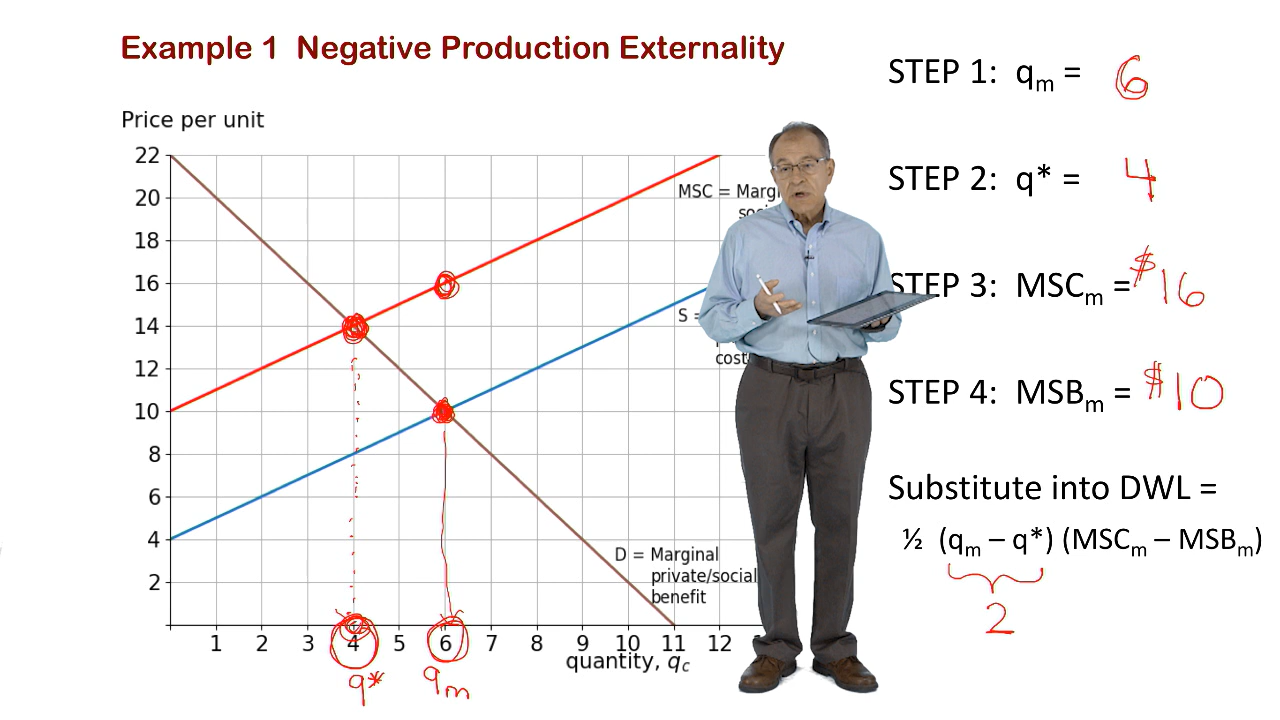 Example 1 Negative Production Externality
Price per unit
22
20
18
16
14
12
10
8
6
4
2
1 2 3 4 5 6 7 8 9 10 11 12
quantity, qc
MSC = Margi
soci
S =
cost
D = Marginal
private/social
benefit
q* qm
STEP 1: qm = 6
STEP 2: q* = 4
STEP 3: MSCm = $16
STEP 4: MSBm = $10
Substitute into DWL =
½ (qm – q*) (MSCm – MSBm)
2